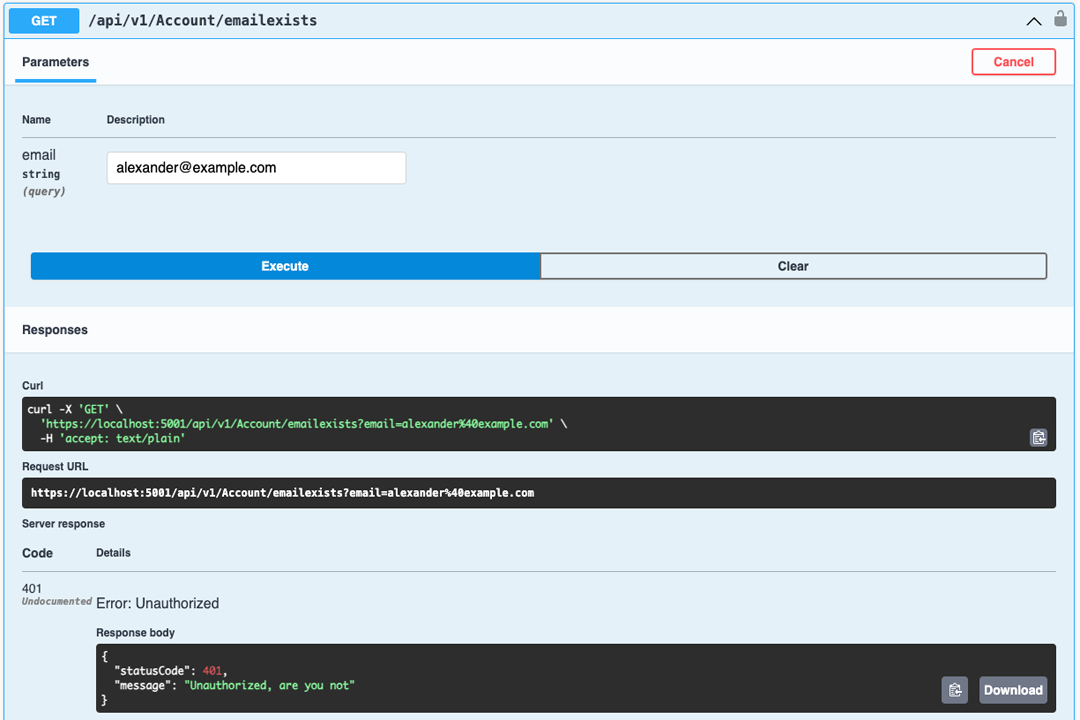 GET /api/v1/Account/emailexists
Parameters
Cancel
Name Description
email
string
(query)
alexander@example.com
Execute Clear
Responses
Curl
curl -X 'GET' \
'https://localhost:5001/api/v1/Account/emailexists?email=alexander%40example.com' \
-H 'accept: text/plain'
Request URL
https://localhost:5001/api/v1/Account/emailexists?email=alexander%40example.com
Server response
Code Details
401
Undocumented Error: Unauthorized
Response body
{
"statusCode": 401,
"message": "Unauthorized, are you not"
}
Download